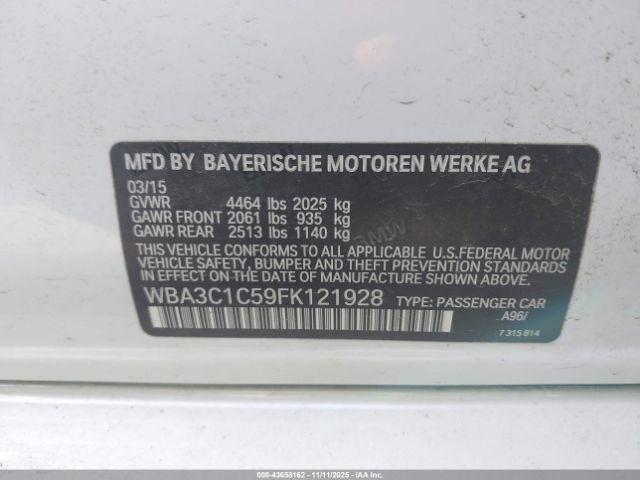 MFD BY BAYERISCHE MOTOREN WERKE AG
03/15
GVWR 4464 lbs 2025 kg
GAWR FRONT 2061 lbs 935 kg
GAWR REAR 2513 lbs 1140 kg
THIS VEHICLE CONFORMS TO ALL APPLICABLE U.S.FEDERAL MOTOR
VEHICLE SAFETY, BUMPER AND THEFT PREVENTION STANDARDS
IN EFFECT ON THE DATE OF MANUFACTURE SHOWN ABOVE.
WBA3C1C59FK121928 TYPE: PASSENGER CAR
A96/
7 315 814
000-43658162 - 11/11/2025 - IAAI.COM